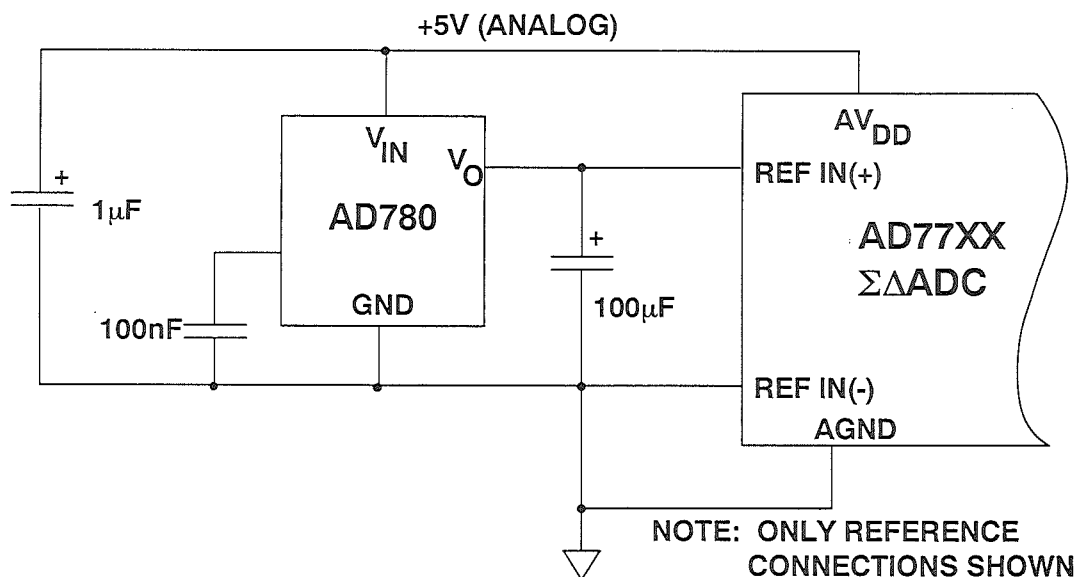 +5V (ANALOG)
AV_DD
V_IN
V_O
REF IN(+)
+
1μF
AD780
AD77XX
ΣΔADC
+
100μF
GND
100nF
REF IN(-)
AGND
NOTE: ONLY REFERENCE
CONNECTIONS SHOWN